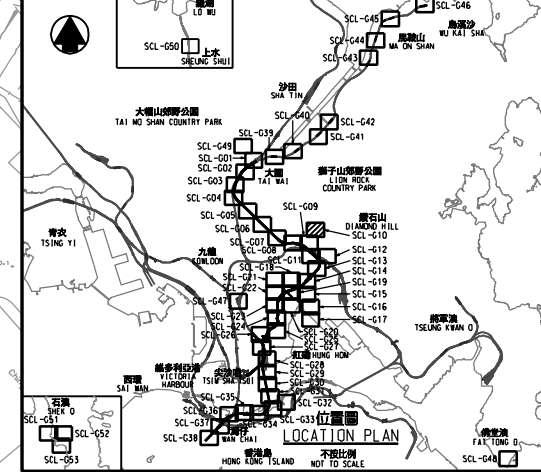 LO WU
SCL-G50
上水
SHEUNG SHUI
SCL-G46
SCL-G45
烏溪沙
WU KAI SHA
SCL-G44
馬鞍山
MA ON SHAN
SCL-G43
沙田
SHA TIN
大帽山郊野公園
TAI MO SHAN COUNTRY PARK
SCL-G40
SCL-G39
SCL-G42
SCL-G41
SCL-G49
SCL-G01
SCL-G02
SCL-G03
SCL-G04
大圍
TAI WAI
獅子山郊野公園
LION ROCK
COUNTRY PARK
SCL-G09
SCL-G05
SCL-G06
SCL-G07
SCL-G08
鑽石山
DIAMOND HILL
SCL-G10
青衣
TSING YI
九龍
KOWLOON
SCL-G11
SCL-G12
SCL-G13
SCL-G14
SCL-G18
SCL-G19
SCL-G21
SCL-G22
SCL-G15
SCL-G16
SCL-G17
SCL-G47
SCL-G23
SCL-G24
SCL-G26
SCL-G20
SCL-G27
將軍澳
TSEUNG KWAN O
紅磡 HUNG HOM
SCL-G28
SCL-G29
SCL-G30
維多利亞港
VICTORIA
HARBOUR
尖沙咀
TSIM SHA TSUI
西環
SAI WAN
SCL-G32
SCL-G33
SCL-G34
SCL-G35
SCL-G36
SCL-G37
SCL-G38
灣仔
WAN CHAI
香港島
HONG KONG ISLAND
位置圖
LOCATION PLAN
不按比例
NOT TO SCALE
石澳
SHEK O
SCL-G51
SCL-G52
SCL-G53
佛堂澳
FAT TONG O
SCL-G48